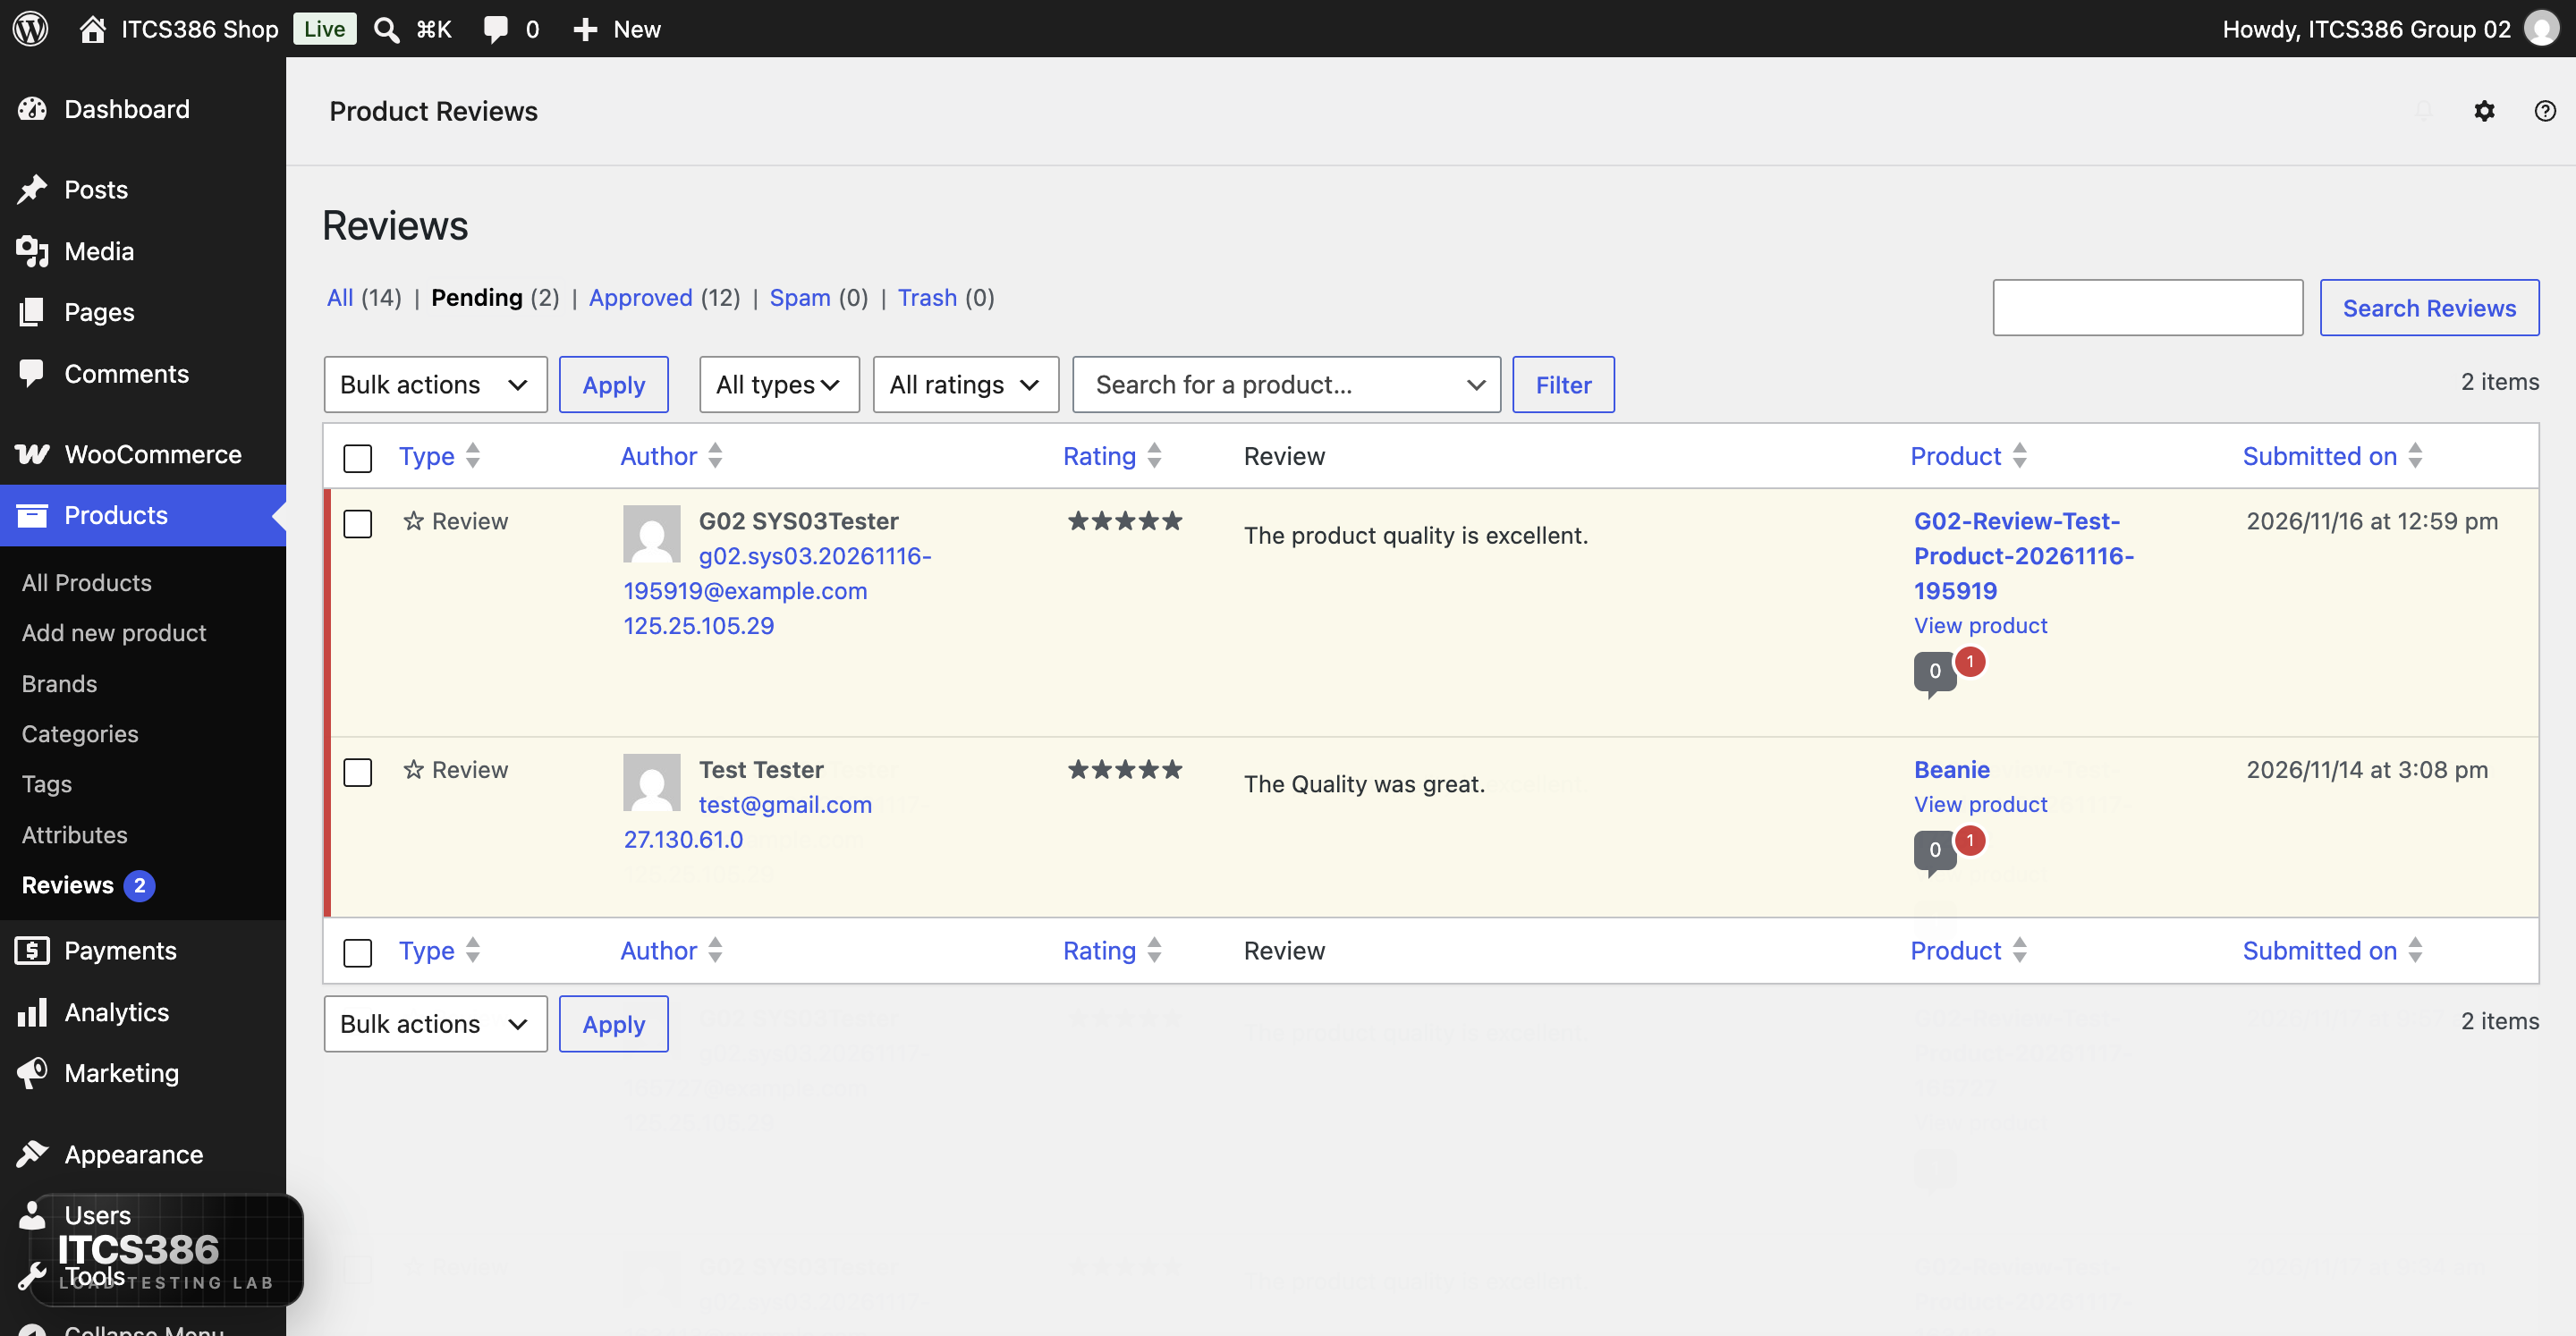 ITCS386 Shop Live ⌘K 0 New Howdy, ITCS386 Group 02
Dashboard
Posts
Media
Pages
Comments
WooCommerce
Products
All Products
Add new product
Brands
Categories
Tags
Attributes
Reviews 2
Payments
Analytics
Marketing
Appearance
Users
ITCS386
Tools
LOAD TESTING LAB
Collapse Menu
Product Reviews
Reviews
All (14) | Pending (2) | Approved (12) | Spam (0) | Trash (0)
Search Reviews
Bulk actions Apply All types All ratings Search for a product... Filter 2 items
Type Author Rating Review Product Submitted on
Review G02 SYS03Tester ★★★★★ The product quality is excellent. G02-Review-Test- 2026/11/16 at 12:59 pm
g02.sys03.20261116- Product-20261116-
195919@example.com 195919
125.25.105.29 View product
0 1
Review Test Tester ★★★★★ The Quality was great. Beanie 2026/11/14 at 3:08 pm
test@gmail.com View product
27.130.61.0
0 1
Type Author Rating Review Product Submitted on
Bulk actions Apply 2 items